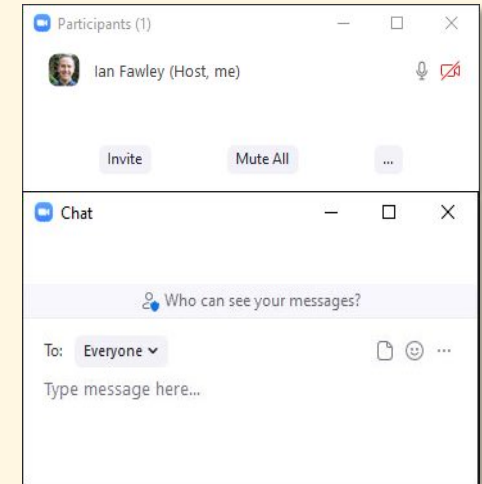 Participants (1)
Ian Fawley (Host, me)
Invite Mute All ...
Chat
Who can see your messages?
To: Everyone
Type message here...